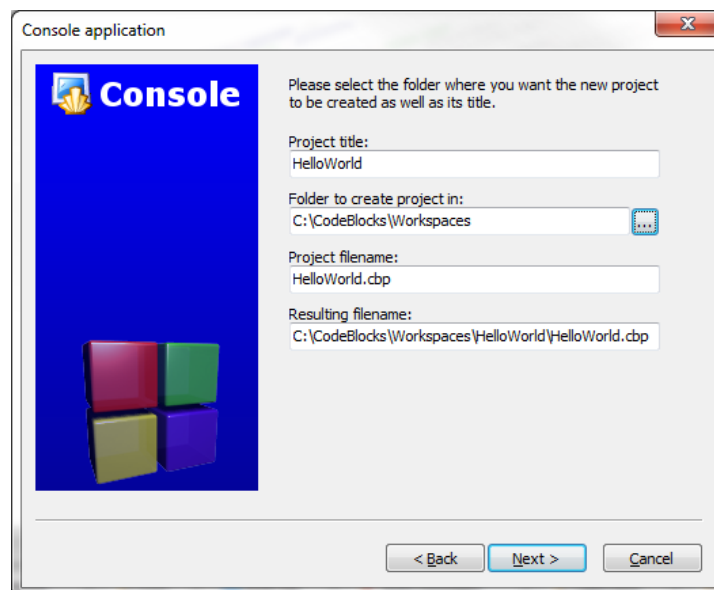 Console application
Console
Please select the folder where you want the new project
to be created as well as its title.
Project title:
HelloWorld
Folder to create project in:
C:\CodeBlocks\Workspaces
...
Project filename:
HelloWorld.cbp
Resulting filename:
C:\CodeBlocks\Workspaces\HelloWorld\HelloWorld.cbp
< Back Next > Cancel